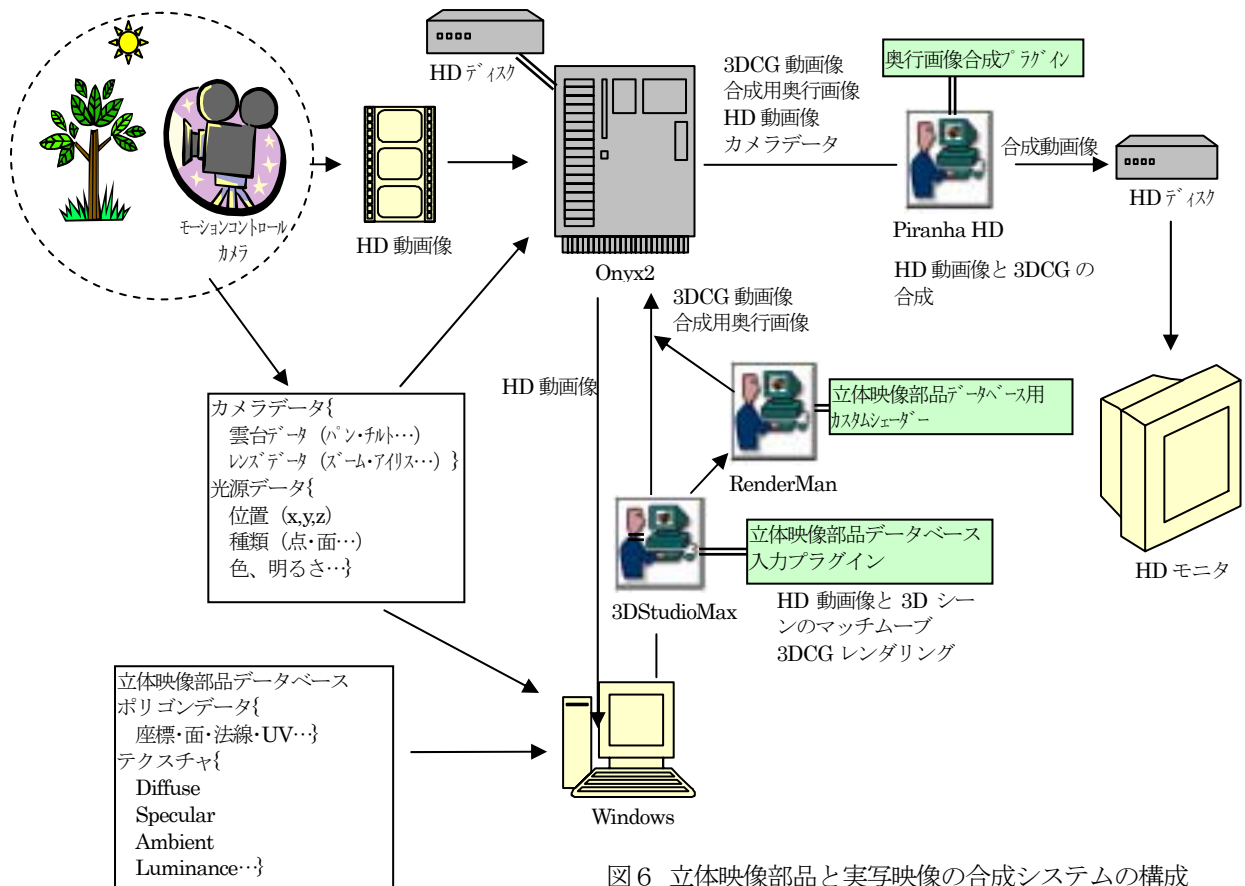 HDディスク
3DCG 動画像
合成用奥行画像
HD 動画像
カメラデータ
奥行画像合成プラグイン
合成動画像
HDディスク
モーションコントロール
カメラ
HD 動画像
Onyx2
Piranha HD
HD 動画像と 3DCG の
合成
3DCG 動画像
合成用奥行画像
HD 動画像
カメラデータ{
雲台データ(パン・チルト…)
レンズデータ(ズーム・アイリス…) }
光源データ{
位置(x,y,z)
種類(点・面…)
色、明るさ…}
立体映像部品データベース用
カスタムシェーダー
RenderMan
立体映像部品データベース
入力プラグイン
3DStudioMax
HD 動画像と 3D シー
ンのマッチムーブ
3DCG レンダリング
HD モニタ
立体映像部品データベース
ポリゴンデータ{
座標・面・法線・UV…}
テクスチャ{
Diffuse
Specular
Ambient
Luminance…}
Windows
図6 立体映像部品と実写映像の合成システムの構成